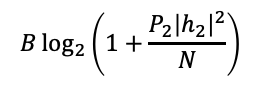 B log₂ (1 + P₂|h₂|² / N)